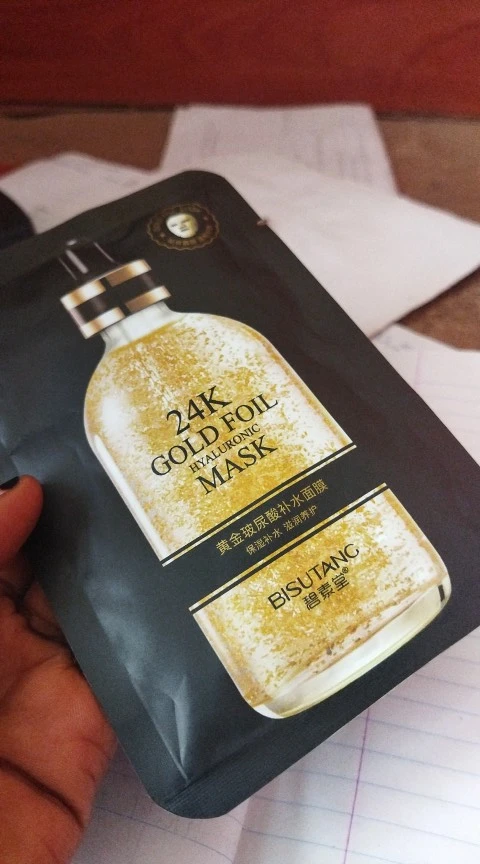 24K
GOLD FOIL
HYALURONIC
MASK
黄金玻尿酸补水面膜
保湿补水 滋润养护
BISUTANG
碧素堂®